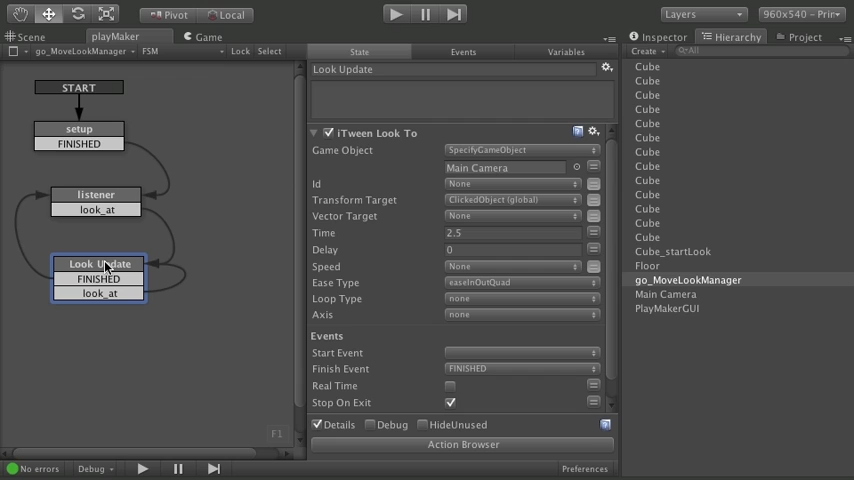 Pivot Local Layers 960x540 - Prin
Scene playMaker Game Inspector Hierarchy Project
go_MoveLookManager FSM Lock Select State Events Variables Create All
START
setup
FINISHED
listener
look_at
Look Update
FINISHED
look_at
F1
No errors Debug
Look Update
iTween Look To
Game Object SpecifyGameObject
Main Camera
Id None
Transform Target ClickedObject (global)
Vector Target None
Time 2.5
Delay 0
Speed None
Ease Type easeInOutQuad
Loop Type none
Axis none
Events
Start Event
Finish Event FINISHED
Real Time
Stop On Exit
Details Debug HideUnused
Action Browser
Preferences
Cube
Cube
Cube
Cube
Cube
Cube
Cube
Cube
Cube
Cube
Cube
Cube
Cube
Cube_startLook
Floor
go_MoveLookManager
Main Camera
PlayMakerGUI